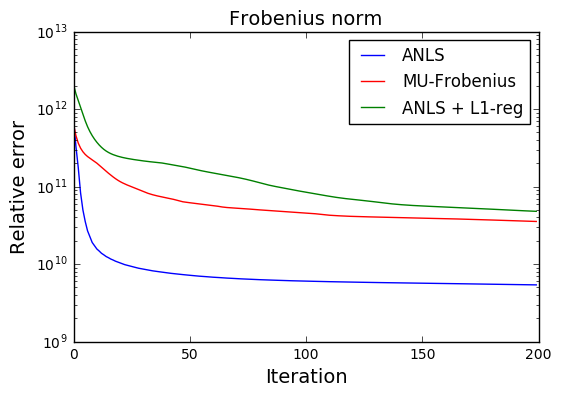 Frobenius norm
10^13
10^12
10^11
10^10
10^9
Relative error
ANLS
MU-Frobenius
ANLS + L1-reg
0
50
100
150
200
Iteration